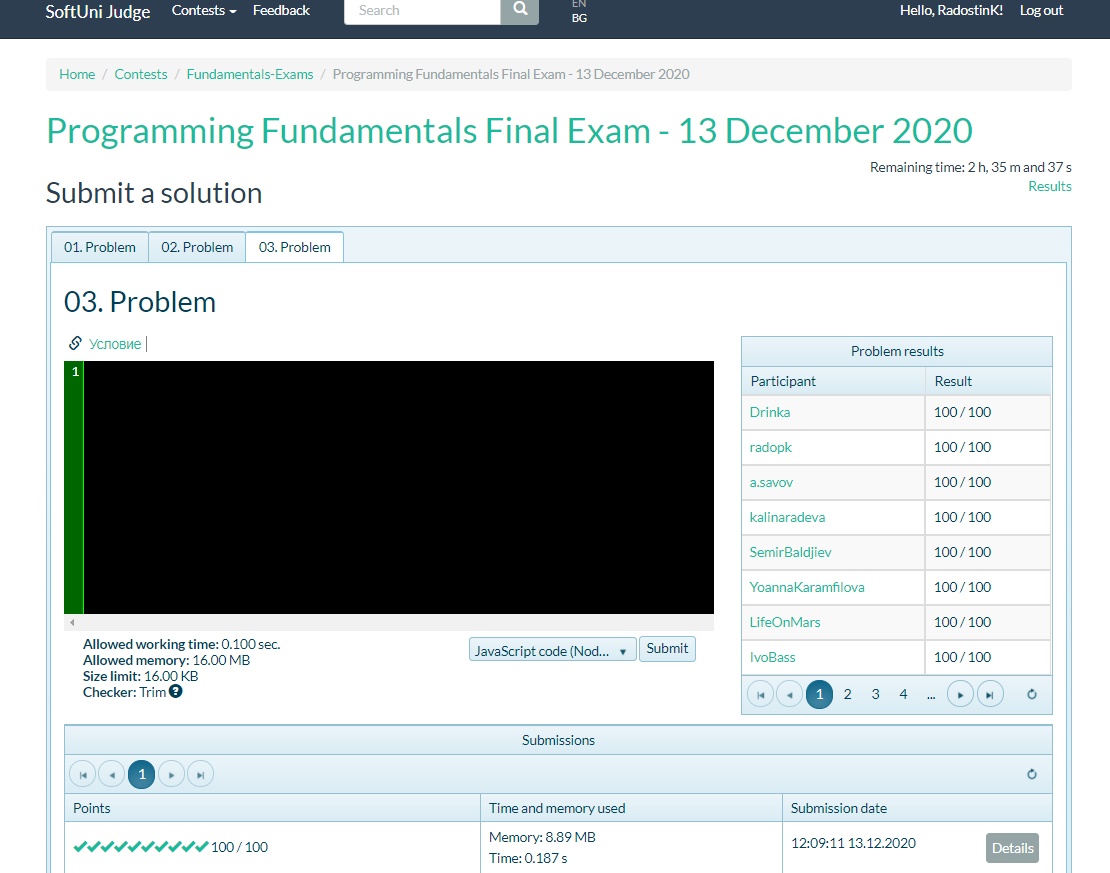 SoftUni Judge Contests Feedback Search EN BG Hello, RadostinK! Log out
Home / Contests / Fundamentals-Exams / Programming Fundamentals Final Exam - 13 December 2020
Programming Fundamentals Final Exam - 13 December 2020
Remaining time: 2 h, 35 m and 37 s
Results
Submit a solution
01. Problem 02. Problem 03. Problem
03. Problem
Условие |
1
Allowed working time: 0.100 sec.
Allowed memory: 16.00 MB
Size limit: 16.00 KB
Checker: Trim ?
JavaScript code (Nod... Submit
Problem results
Participant Result
Drinka 100 / 100
radopk 100 / 100
a.savov 100 / 100
kalinaradeva 100 / 100
SemirBaldjiev 100 / 100
YoannaKaramfilova 100 / 100
LifeOnMars 100 / 100
IvoBass 100 / 100
1 2 3 4 ...
Submissions
1
Points Time and memory used Submission date
100 / 100 Memory: 8.89 MB 12:09:11 13.12.2020 Details
Time: 0.187 s